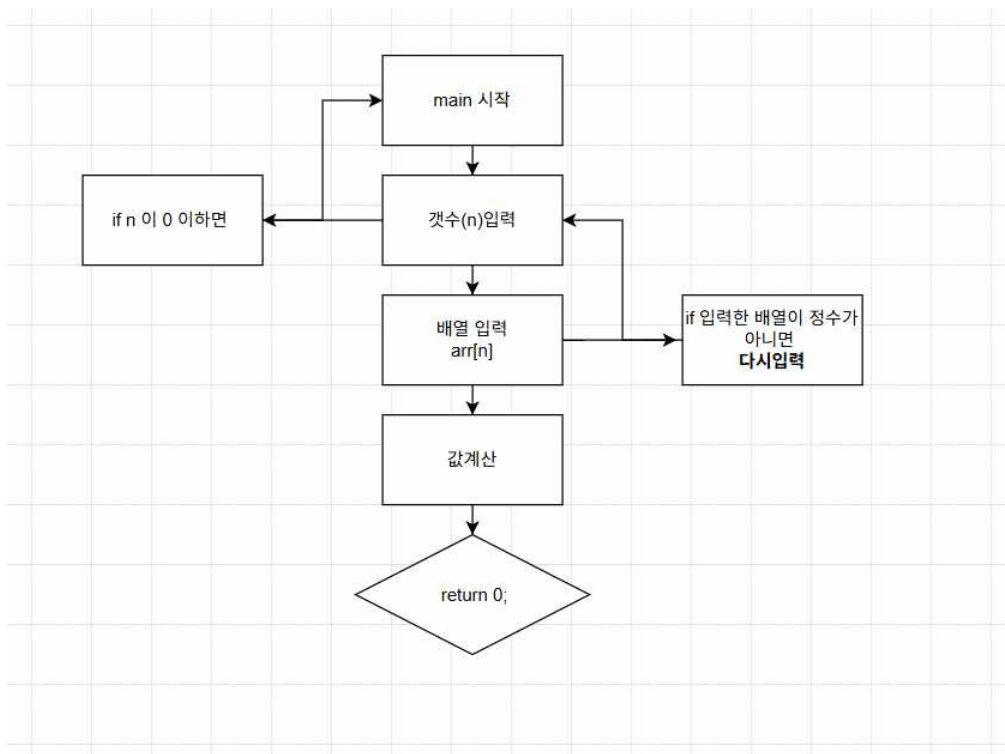 main 시작
if n 이 0 이하면
갯수(n)입력
배열 입력
arr[n]
if 입력한 배열이 정수가
아니면
다시입력
값계산
return 0;